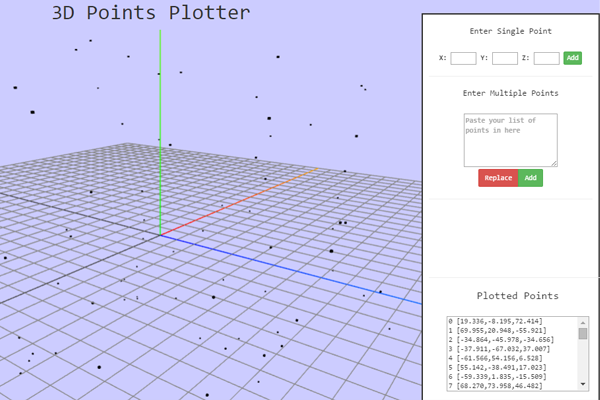 3D Points Plotter
Enter Single Point
X: Y: Z: Add
Enter Multiple Points
Paste your list of
points in here
Replace Add
Plotted Points
0 [19.336,-8.195,72.414]
1 [69.955,20.948,-55.921]
2 [-34.864,-45.978,-34.656]
3 [-37.911,-67.032,37.007]
4 [-61.566,54.156,6.528]
5 [55.142,-38.491,17.023]
6 [-59.339,1.835,-15.509]
7 [68.270,73.958,46.482]